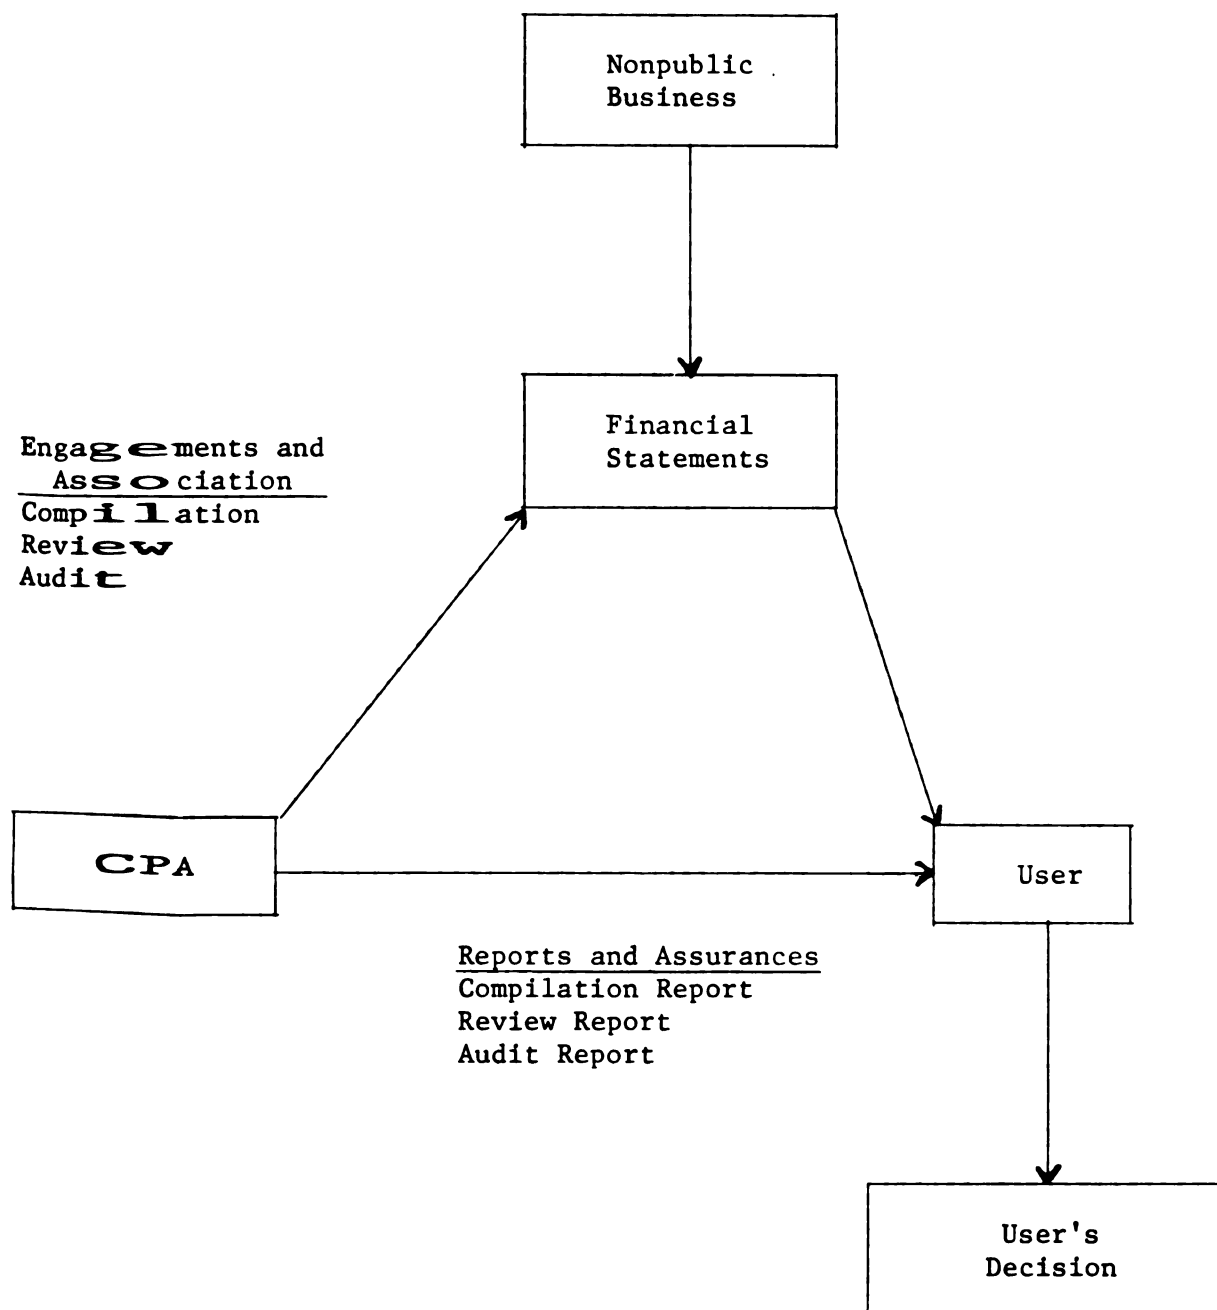 Nonpublic
Business
Financial
Statements
Engagements and
Association
Compilation
Review
Audit
CPA
User
Reports and Assurances
Compilation Report
Review Report
Audit Report
User's
Decision